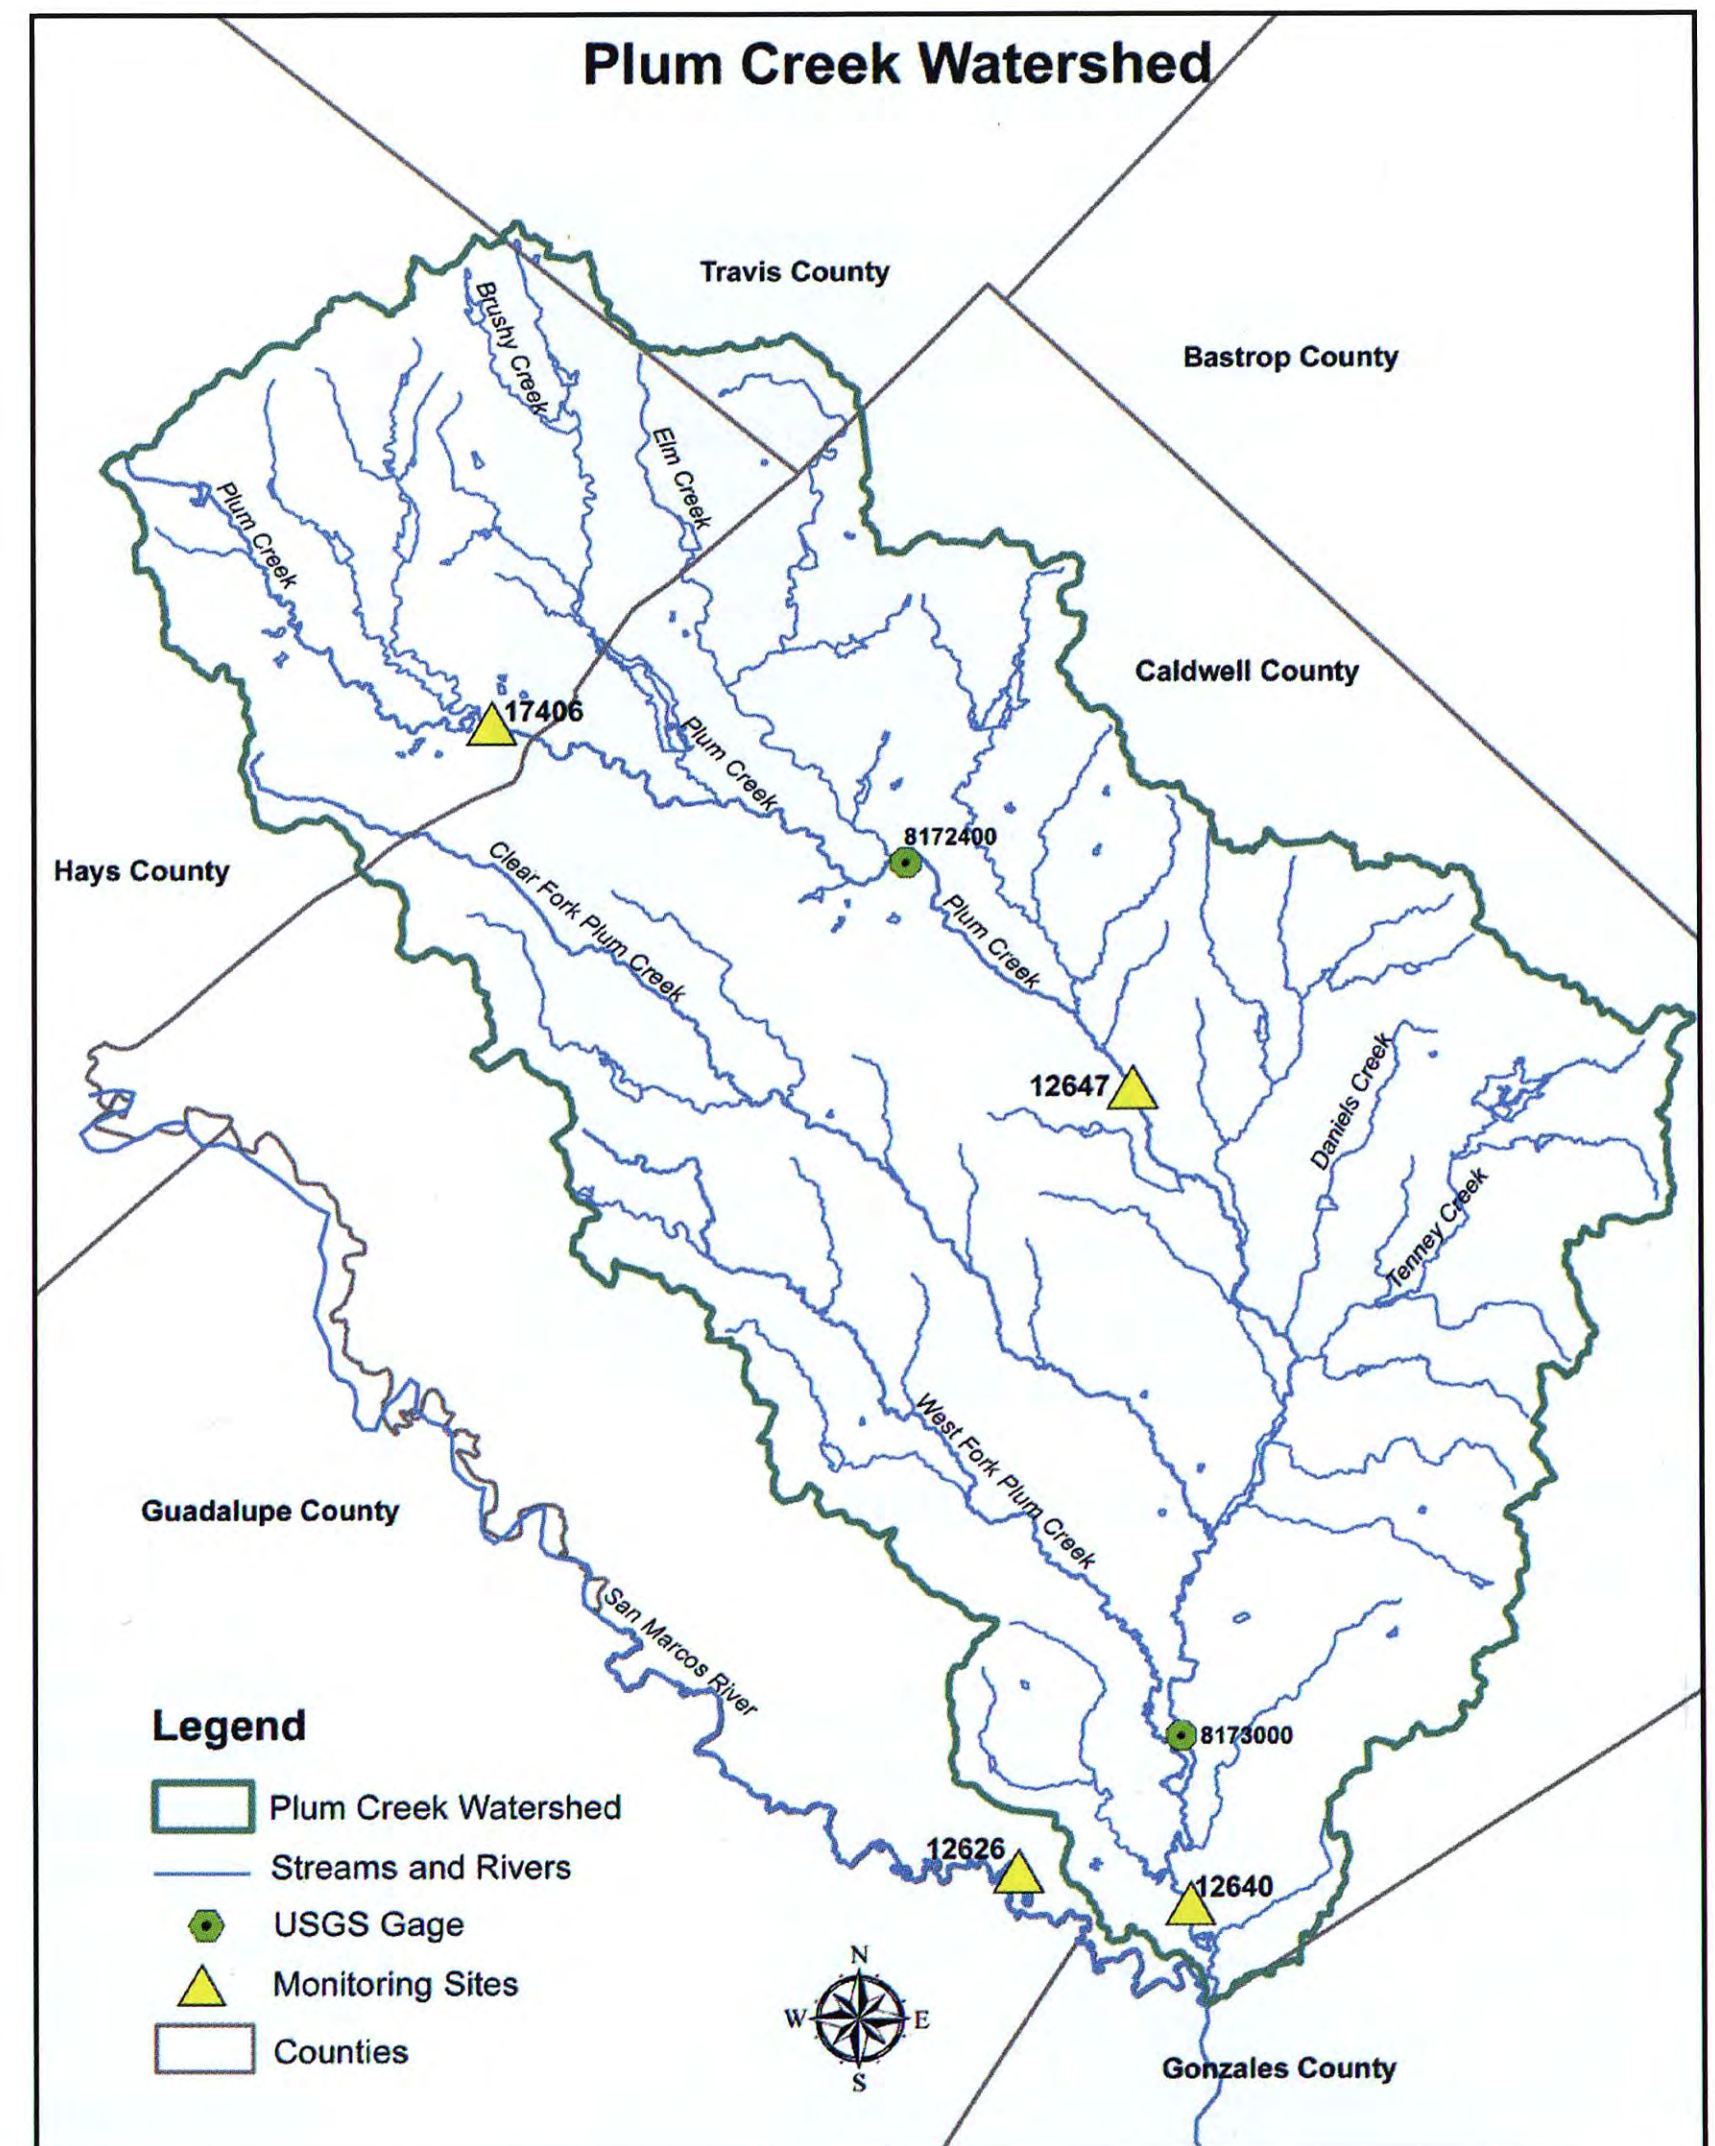 Plum Creek Watershed
Travis County
Bastrop County
Brushy Creek
Elm Creek
Plum Creek
Caldwell County
17406
Plum Creek
8172400
Hays County
Clear Fork Plum Creek
Plum Creek
12647
Daniels Creek
Tenney Creek
West Fork Plum Creek
Guadalupe County
San Marcos River
8173000
12626
12640
Legend
Plum Creek Watershed
Streams and Rivers
USGS Gage
Monitoring Sites
Counties
N
W
E
S
Gonzales County